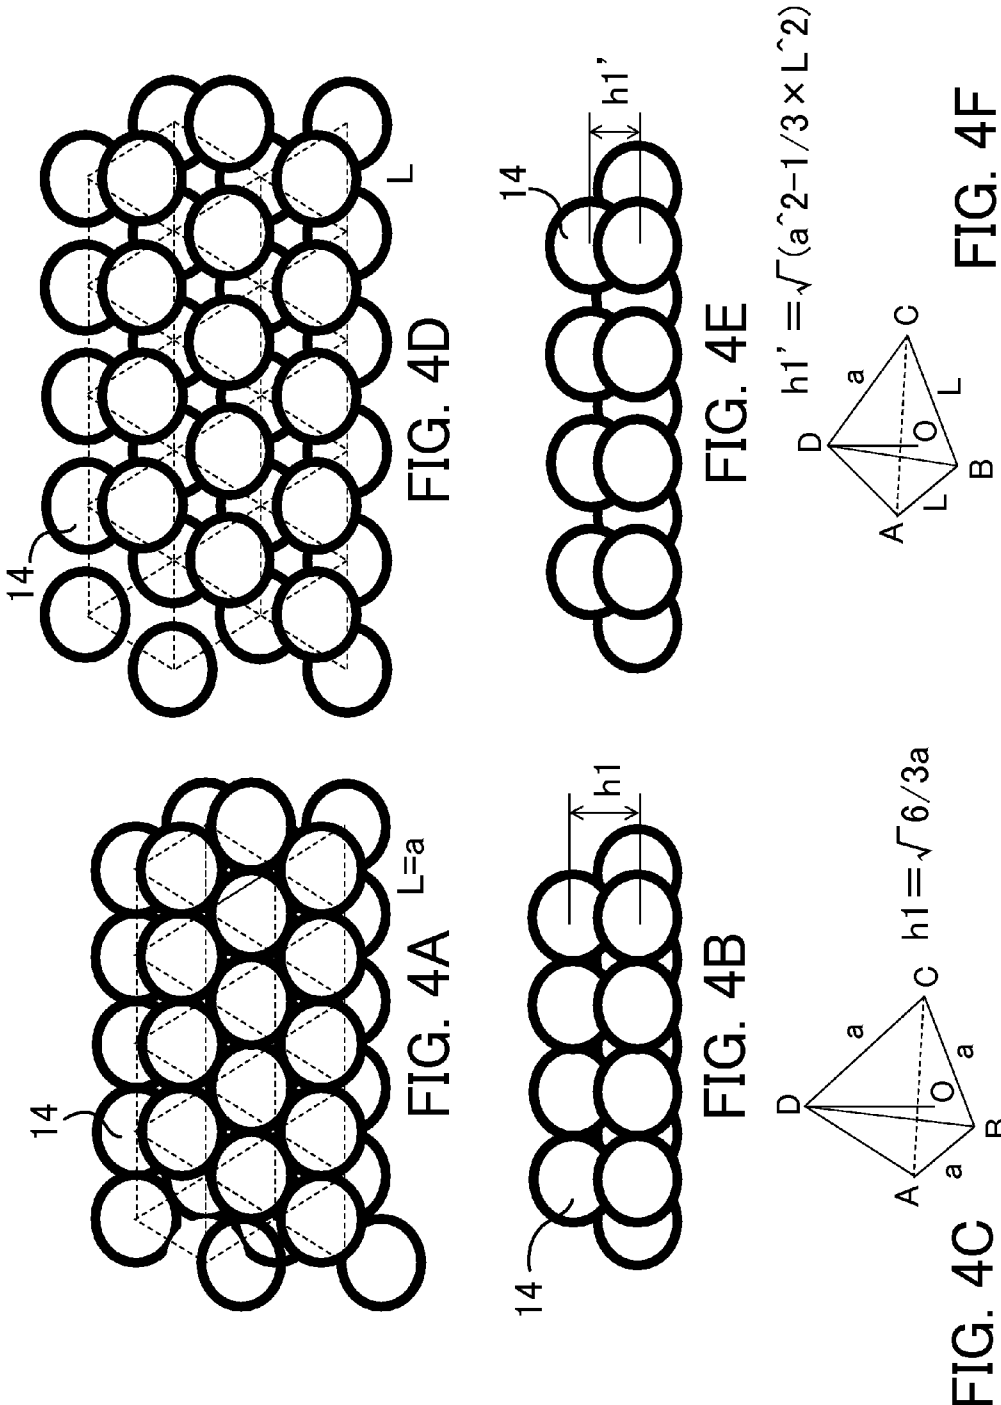 14
L=a
FIG. 4A
14
h1
FIG. 4B
D
a
A
O
C
a
B
a
h1=√6/3a
FIG. 4C
14
L
FIG. 4D
14
h1'
FIG. 4E
h1'=√(a^2-1/3×L^2)
D
a
A
O
C
L
B
L
FIG. 4F